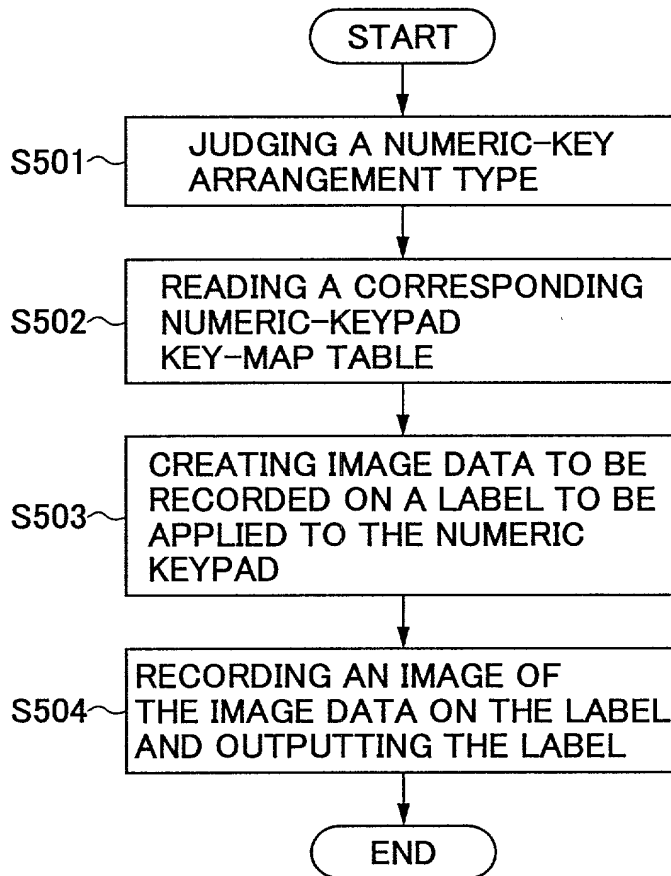 START
S501
JUDGING A NUMERIC-KEY
ARRANGEMENT TYPE
S502
READING A CORRESPONDING
NUMERIC-KEYPAD
KEY-MAP TABLE
S503
CREATING IMAGE DATA TO BE
RECORDED ON A LABEL TO BE
APPLIED TO THE NUMERIC
KEYPAD
S504
RECORDING AN IMAGE OF
THE IMAGE DATA ON THE LABEL
AND OUTPUTTING THE LABEL
END